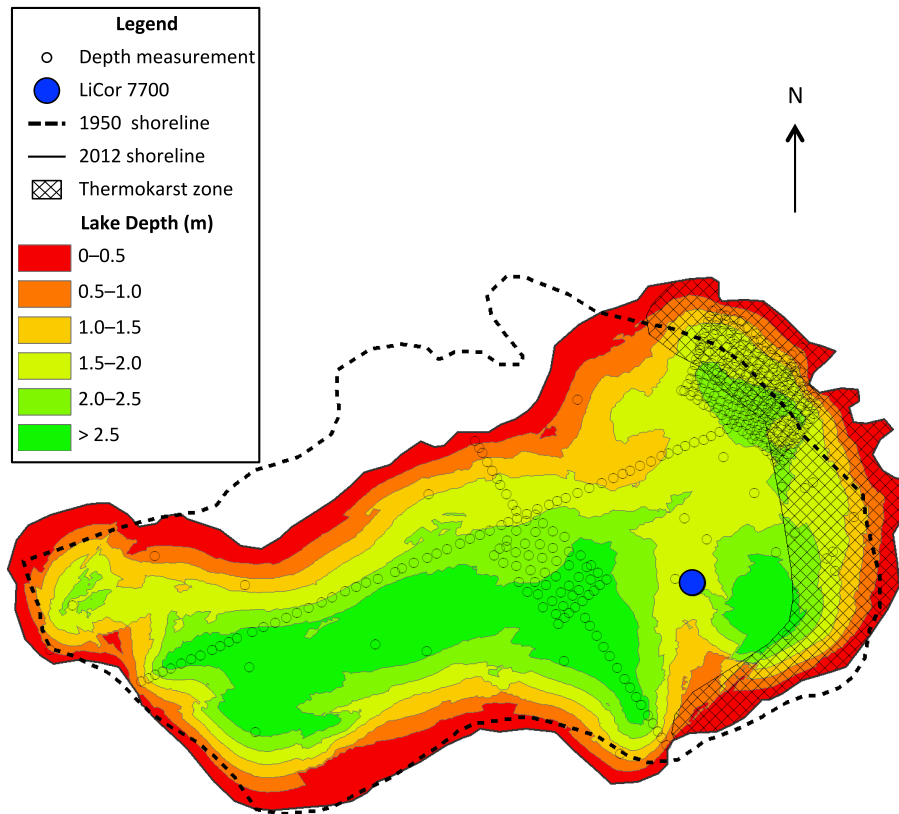 Legend
Depth measurement
LiCor 7700
1950 shoreline
2012 shoreline
Thermokarst zone
Lake Depth (m)
0–0.5
0.5–1.0
1.0–1.5
1.5–2.0
2.0–2.5
> 2.5
N